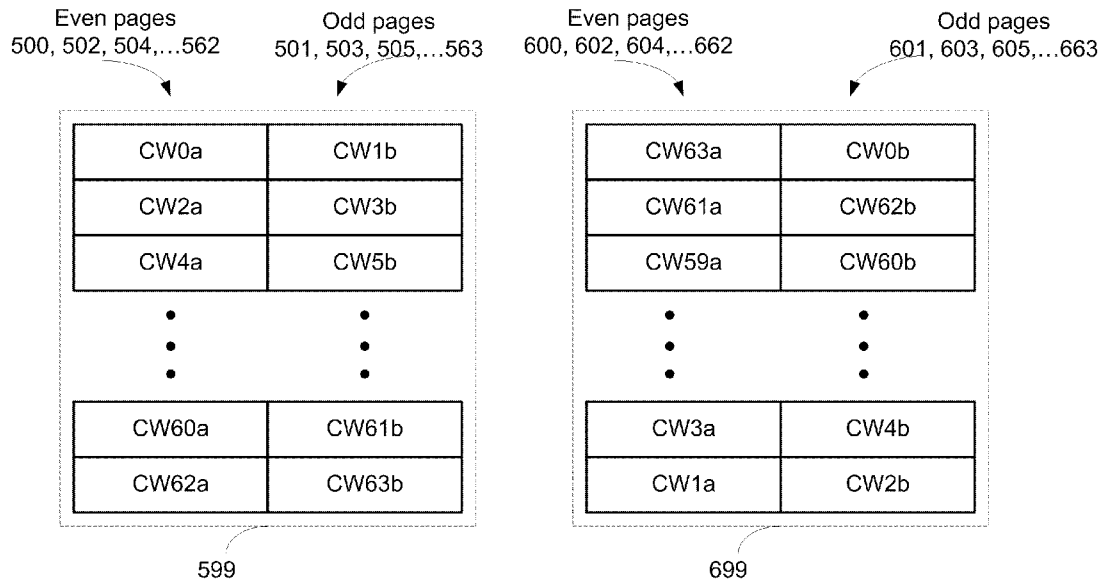 Even pages
500, 502, 504,...562
Odd pages
501, 503, 505,...563
Even pages
600, 602, 604,...662
Odd pages
601, 603, 605,...663
CW0a CW1b
CW2a CW3b
CW4a CW5b
CW60a CW61b
CW62a CW63b
599
CW63a CW0b
CW61a CW62b
CW59a CW60b
CW3a CW4b
CW1a CW2b
699